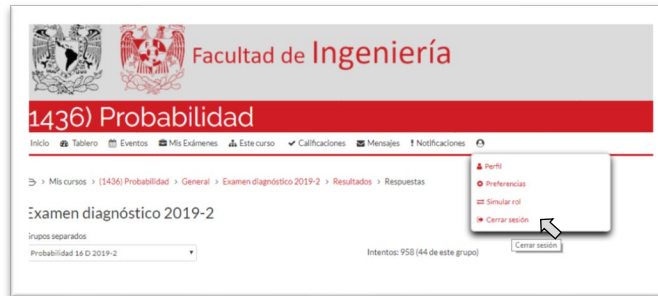 Facultad de Ingeniería
1436) Probabilidad
Inicio Tablero Eventos Mis Exámenes Este curso Calificaciones Mensajes Notificaciones
Perfil
Preferencias
Simular rol
Cerrar sesión
Cerrar sesión
> Mis cursos > (1436) Probabilidad > General > Examen diagnóstico 2019-2 > Resultados > Respuestas
Examen diagnóstico 2019-2
Grupos separados
Probabilidad 16 D 2019-2
Intentos: 958 (44 de este grupo)